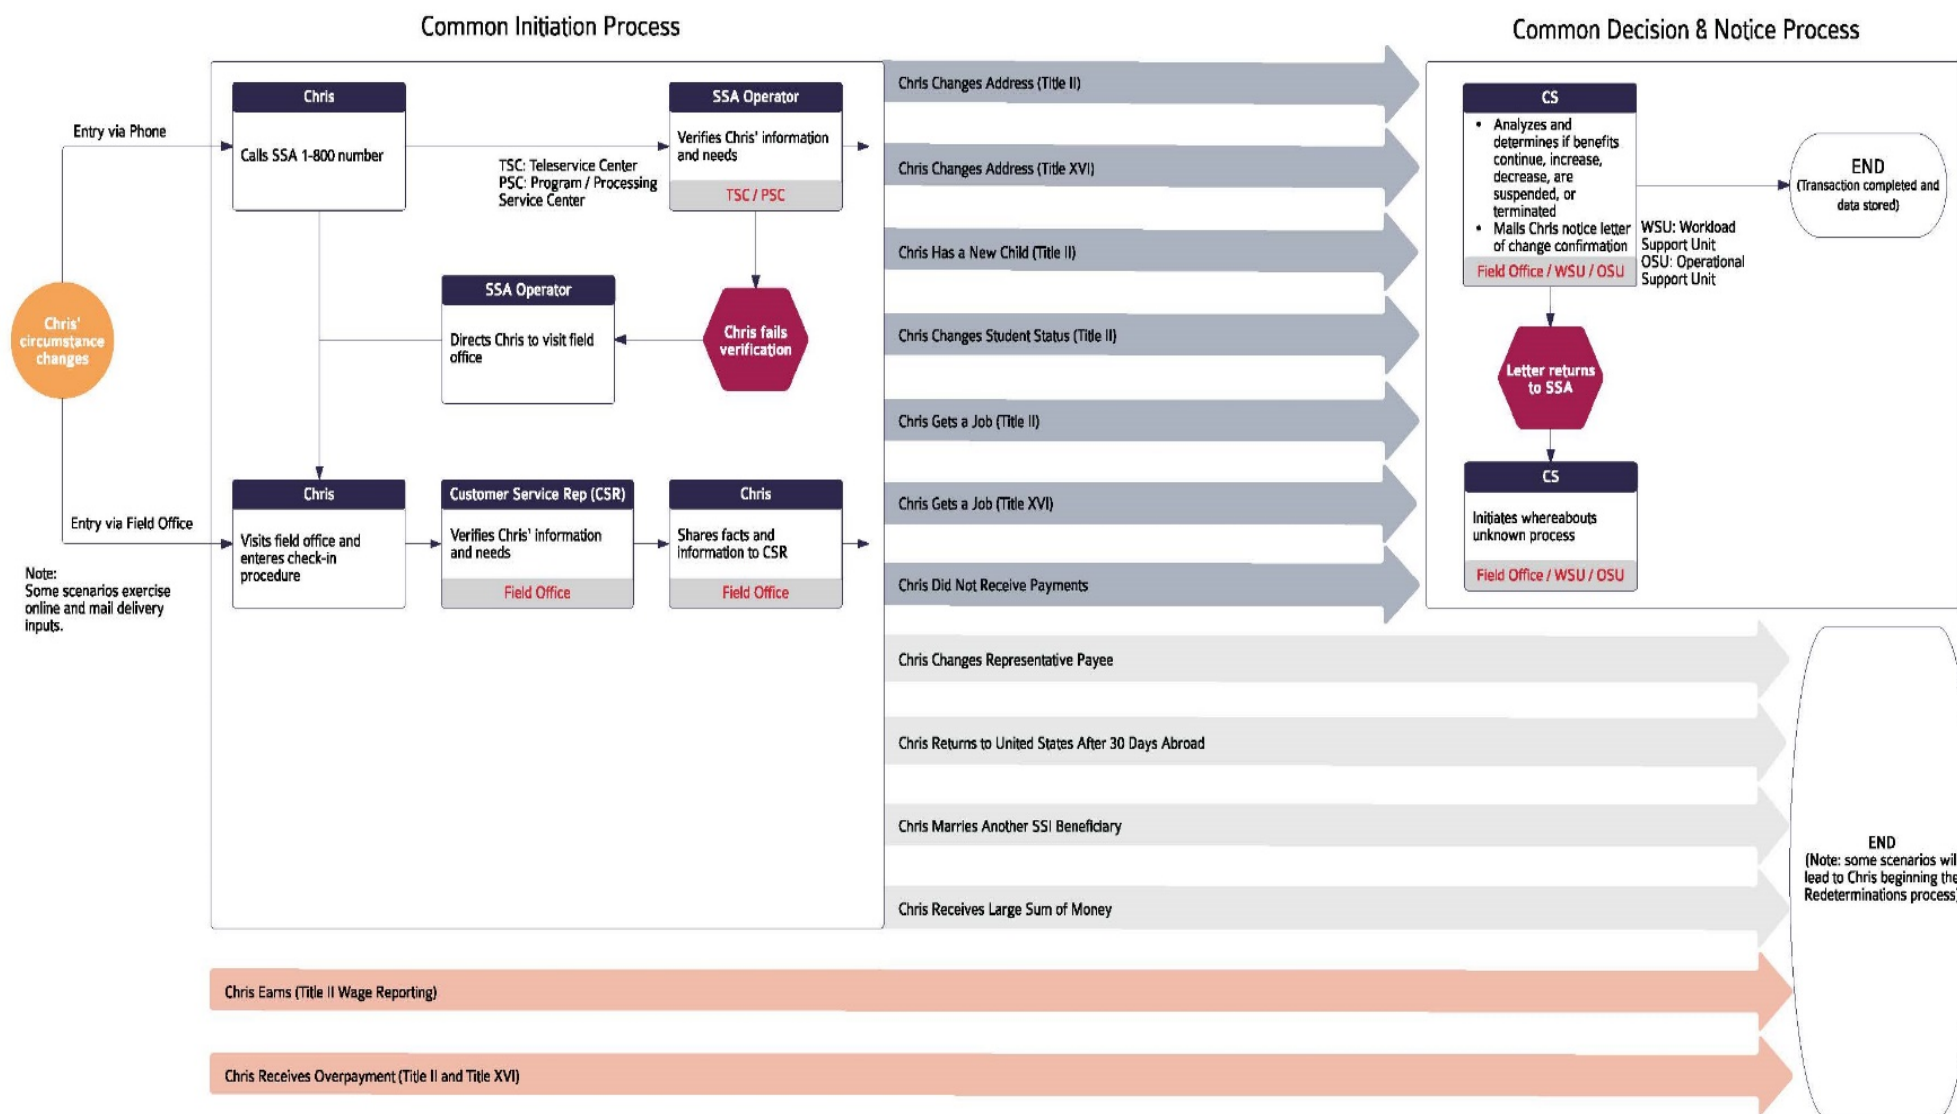 Common Initiation Process
Common Decision & Notice Process
Chris'
circumstance
changes
Entry via Phone
Entry via Field Office
Note:
Some scenarios exercise
online and mail delivery
inputs.
Chris
Calls SSA 1-800 number
TSC: Teleservice Center
PSC: Program / Processing
Service Center
SSA Operator
Verifies Chris' information
and needs
TSC / PSC
SSA Operator
Directs Chris to visit field
office
Chris fails
verification
Chris
Visits field office and
enteres check-in
procedure
Customer Service Rep (CSR)
Verifies Chris' information
and needs
Field Office
Chris
Shares facts and
information to CSR
Field Office
Chris Changes Address (Title II)
Chris Changes Address (Title XVI)
Chris Has a New Child (Title II)
Chris Changes Student Status (Title II)
Chris Gets a Job (Title II)
Chris Gets a Job (Title XVI)
Chris Did Not Receive Payments
Chris Changes Representative Payee
Chris Returns to United States After 30 Days Abroad
Chris Marries Another SSI Beneficiary
Chris Receives Large Sum of Money
Chris Earns (Title II Wage Reporting)
Chris Receives Overpayment (Title II and Title XVI)
CS
• Analyzes and
determines if benefits
continue, increase,
decrease, are
suspended, or
terminated
• Mails Chris notice letter
of change confirmation
Field Office / WSU / OSU
WSU: Workload
Support Unit
OSU: Operational
Support Unit
END
(Transaction completed and
data stored)
Letter returns
to SSA
CS
Initiates whereabouts
unknown process
Field Office / WSU / OSU
END
(Note: some scenarios wil
lead to Chris beginning the
Redeterminations process)